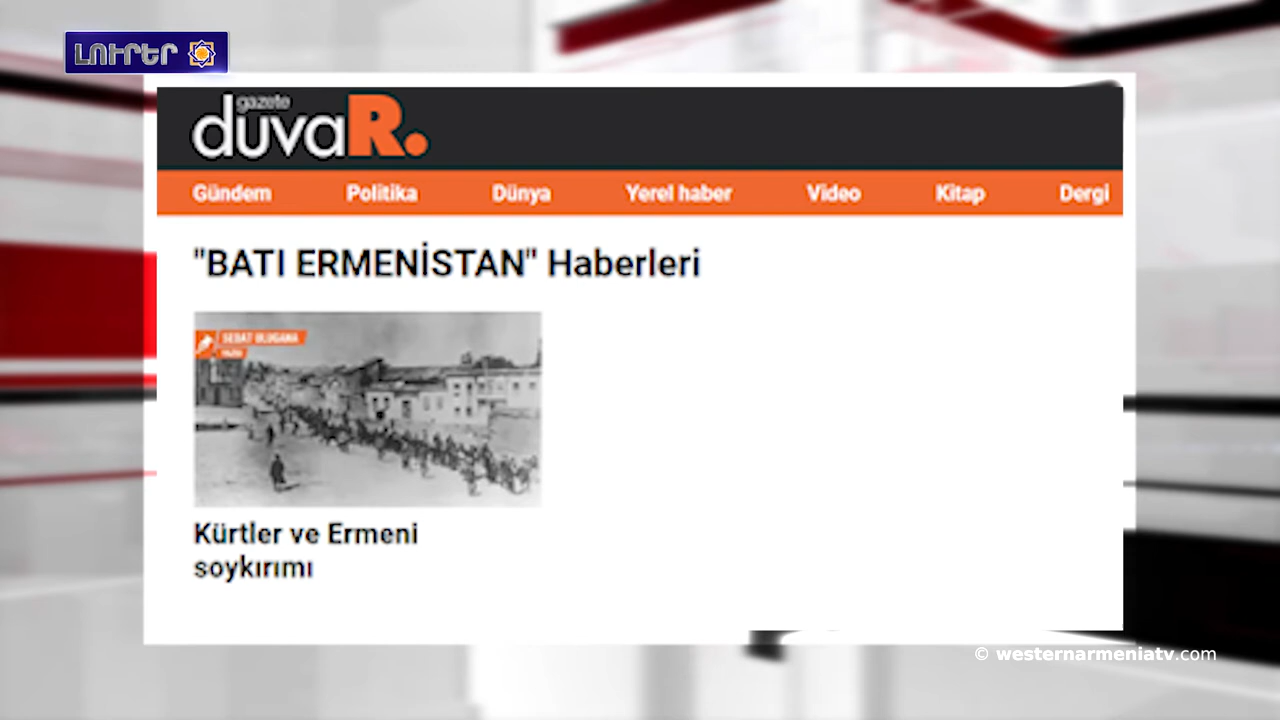 ԼՈՒՐԵՐ
gazete
duvaR.
Gündem Politika Dünya Yerel haber Video Kitap Dergi
"BATI ERMENİSTAN" Haberleri
SEDAT ULUGANA
Kürtler ve Ermeni
soykırımı
© westernarmeniatv.com